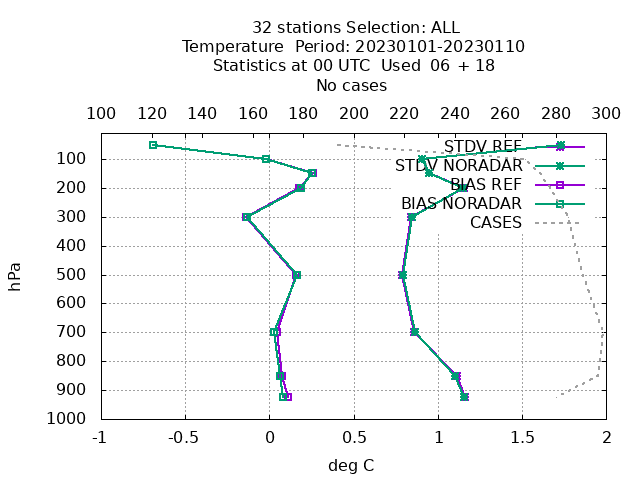 32 stations Selection: ALL
Temperature  Period: 20230101-20230110
Statistics at 00 UTC  Used  06 + 18
No cases
100 120 140 160 180 200 220 240 260 280 300
STDV REF
STDV NORADAR
BIAS REF
BIAS NORADAR
CASES
hPa
100
200
300
400
500
600
700
800
900
1000
-1 -0.5 0 0.5 1 1.5 2
deg C